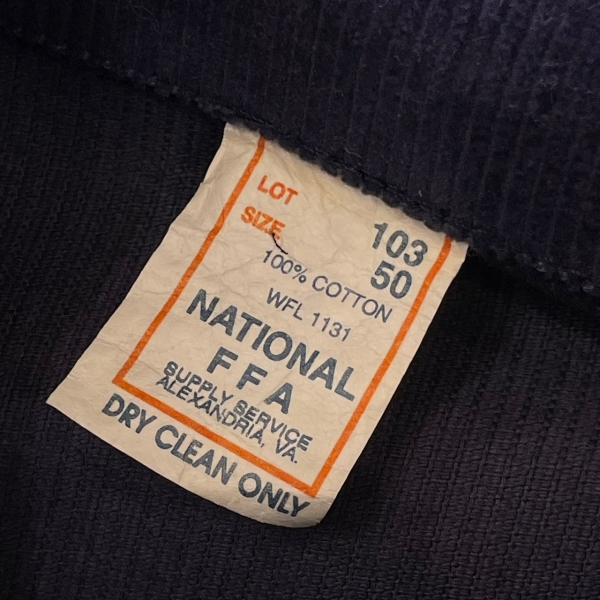 LOT 103
SIZE 50
100% COTTON
WFL 1131
NATIONAL
FFA
SUPPLY SERVICE
ALEXANDRIA, VA.
DRY CLEAN ONLY